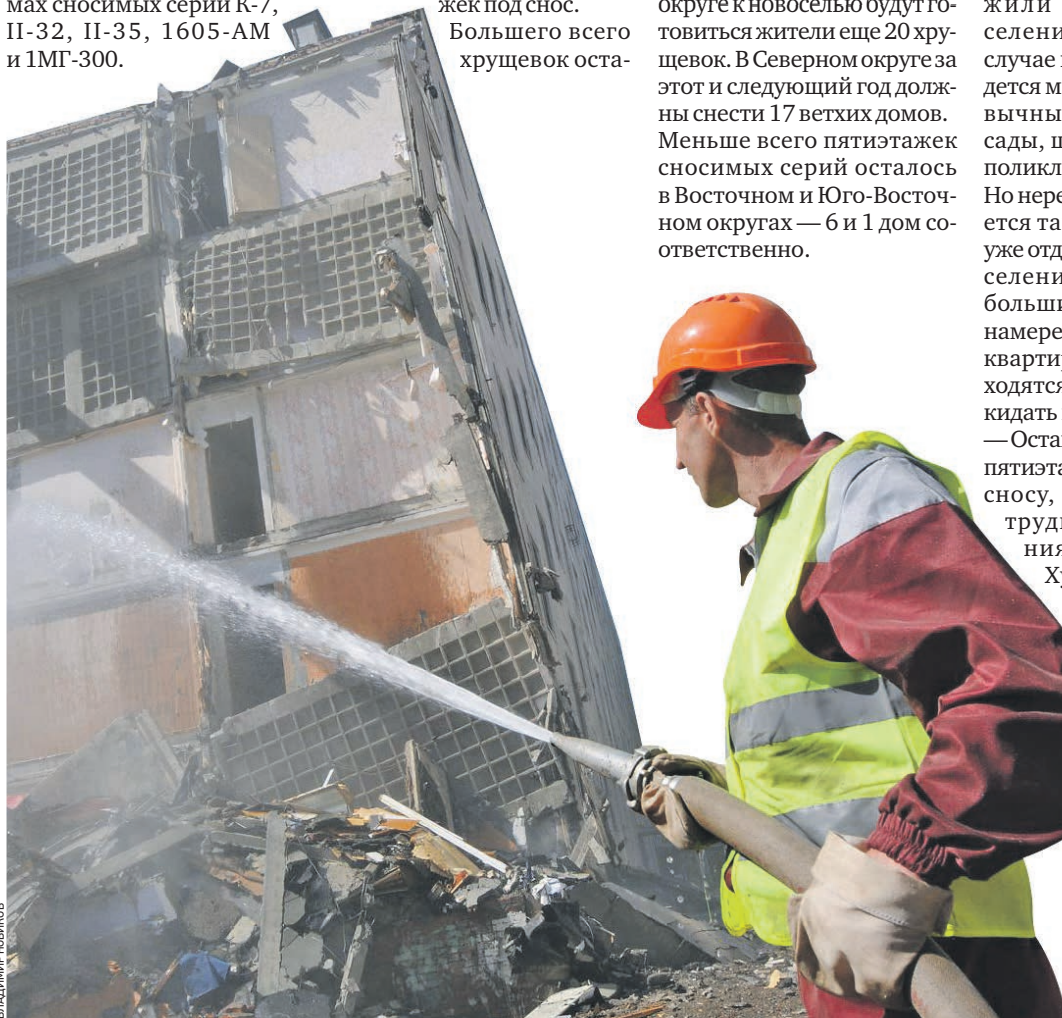 мах сносимых серий К-7,
II-32, II-35, 1605-АМ
и 1МГ-300.
жек под снос.
Большего всего
хрущевок оста-
округе к новоселью будут го-
товиться жители еще 20 хру-
щевок. В Северном округе за
этот и следующий год долж-
ны снести 17 ветхих домов.
Меньше всего пятиэтажек
сносимых серий осталось
в Восточном и Юго-Восточ-
ном округах — 6 и 1 дом со-
ответственно.
жили
селени
случае
дется м
вычны
сады, ш
поликл
Но нере
ется та
уже отд
селени
больши
намере
кварти
ходятся
кидать
— Оста
пятиэта
сносу,
труд
ния
Ху
ВЛАДИМИР НОВИКОВ